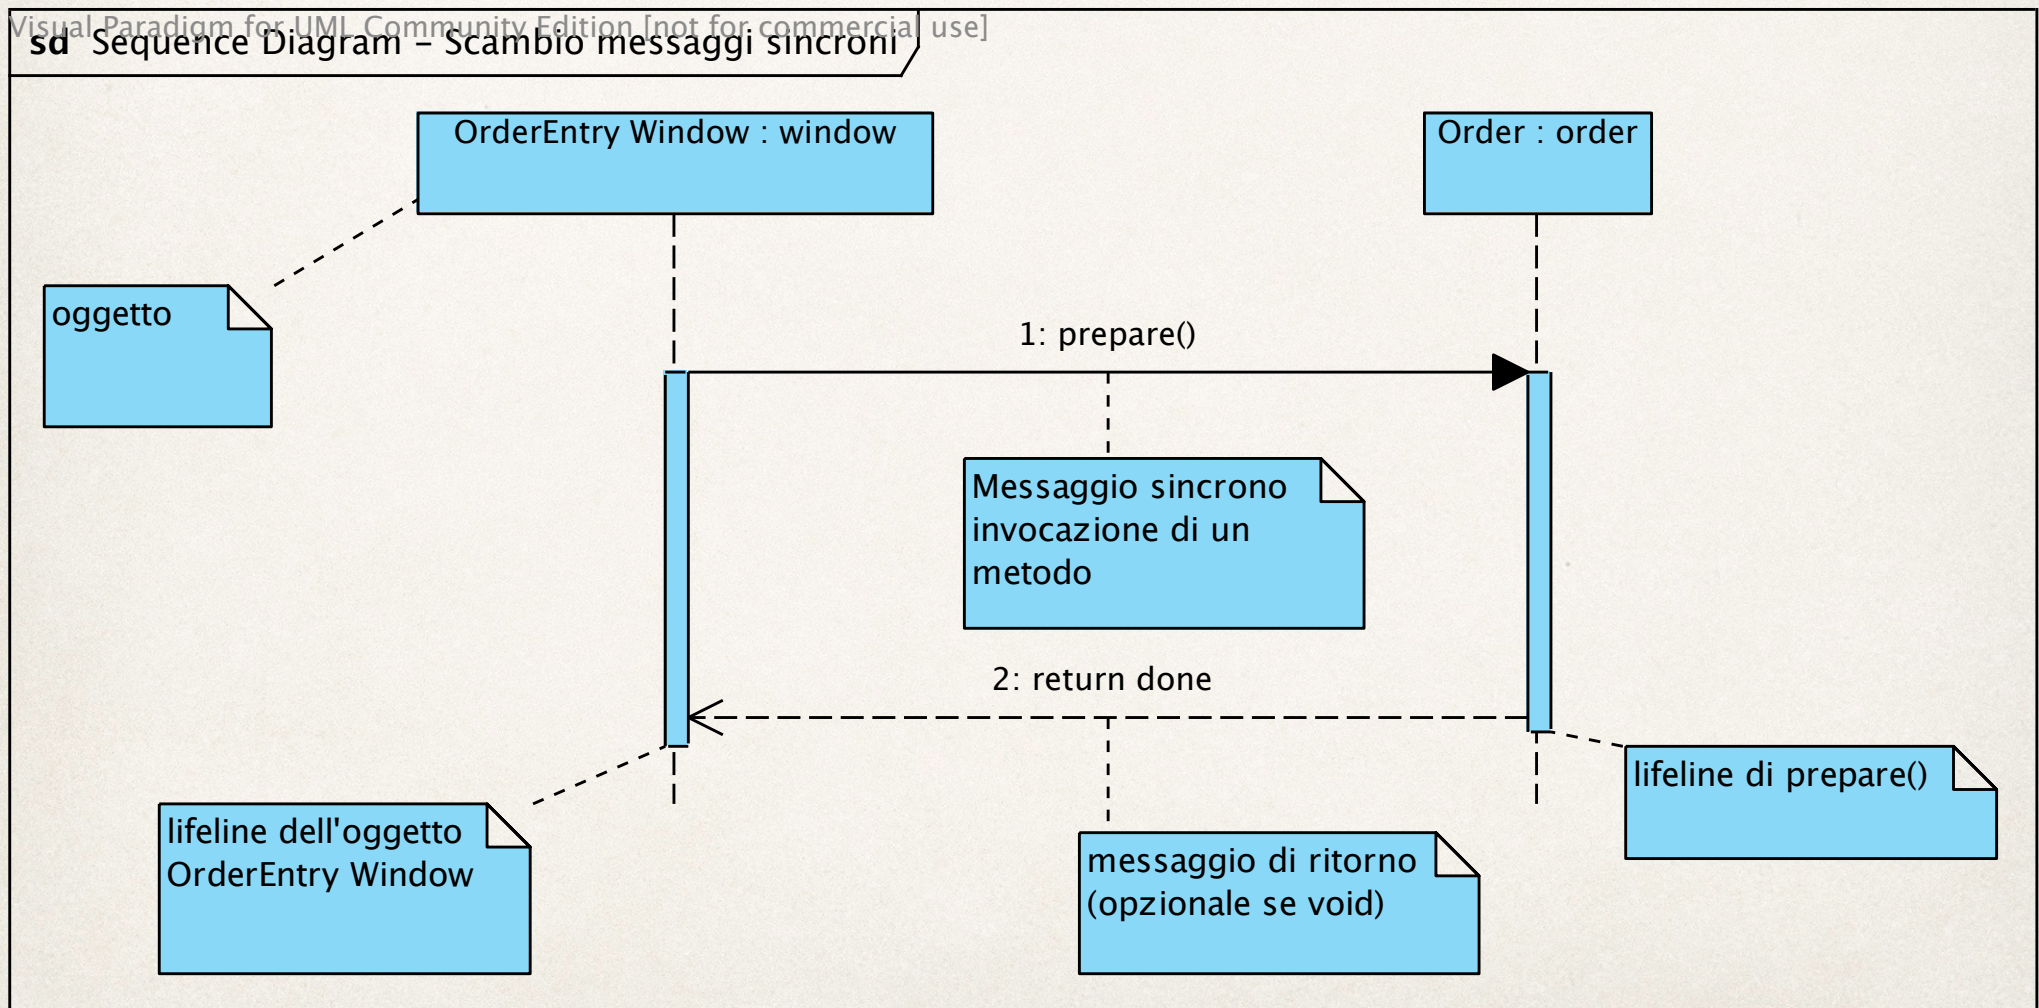 Visual Paradigm for UML Community Edition [not for commercial use]
sd Sequence Diagram - Scambio messaggi sincroni
OrderEntry Window : window
Order : order
oggetto
1: prepare()
Messaggio sincrono
invocazione di un
metodo
2: return done
lifeline di prepare()
lifeline dell'oggetto
OrderEntry Window
messaggio di ritorno
(opzionale se void)